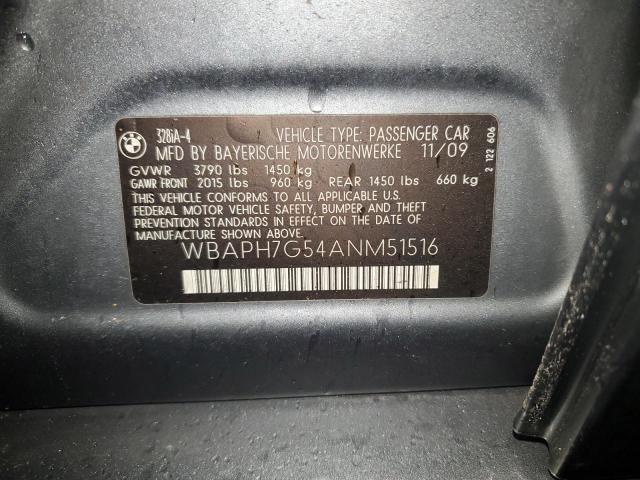 BMW
328iA-4
VEHICLE TYPE: PASSENGER CAR
MFD BY BAYERISCHE MOTORENWERKE 11/09
GVWR 3790 lbs 1450 kg
GAWR FRONT 2015 lbs 960 kg REAR 1450 lbs 660 kg
THIS VEHICLE CONFORMS TO ALL APPLICABLE U.S.
FEDERAL MOTOR VEHICLE SAFETY, BUMPER AND THEFT
PREVENTION STANDARDS IN EFFECT ON THE DATE
OF MANUFACTURE SHOWN ABOVE.
WBAPH7G54ANM51516
2 122 606